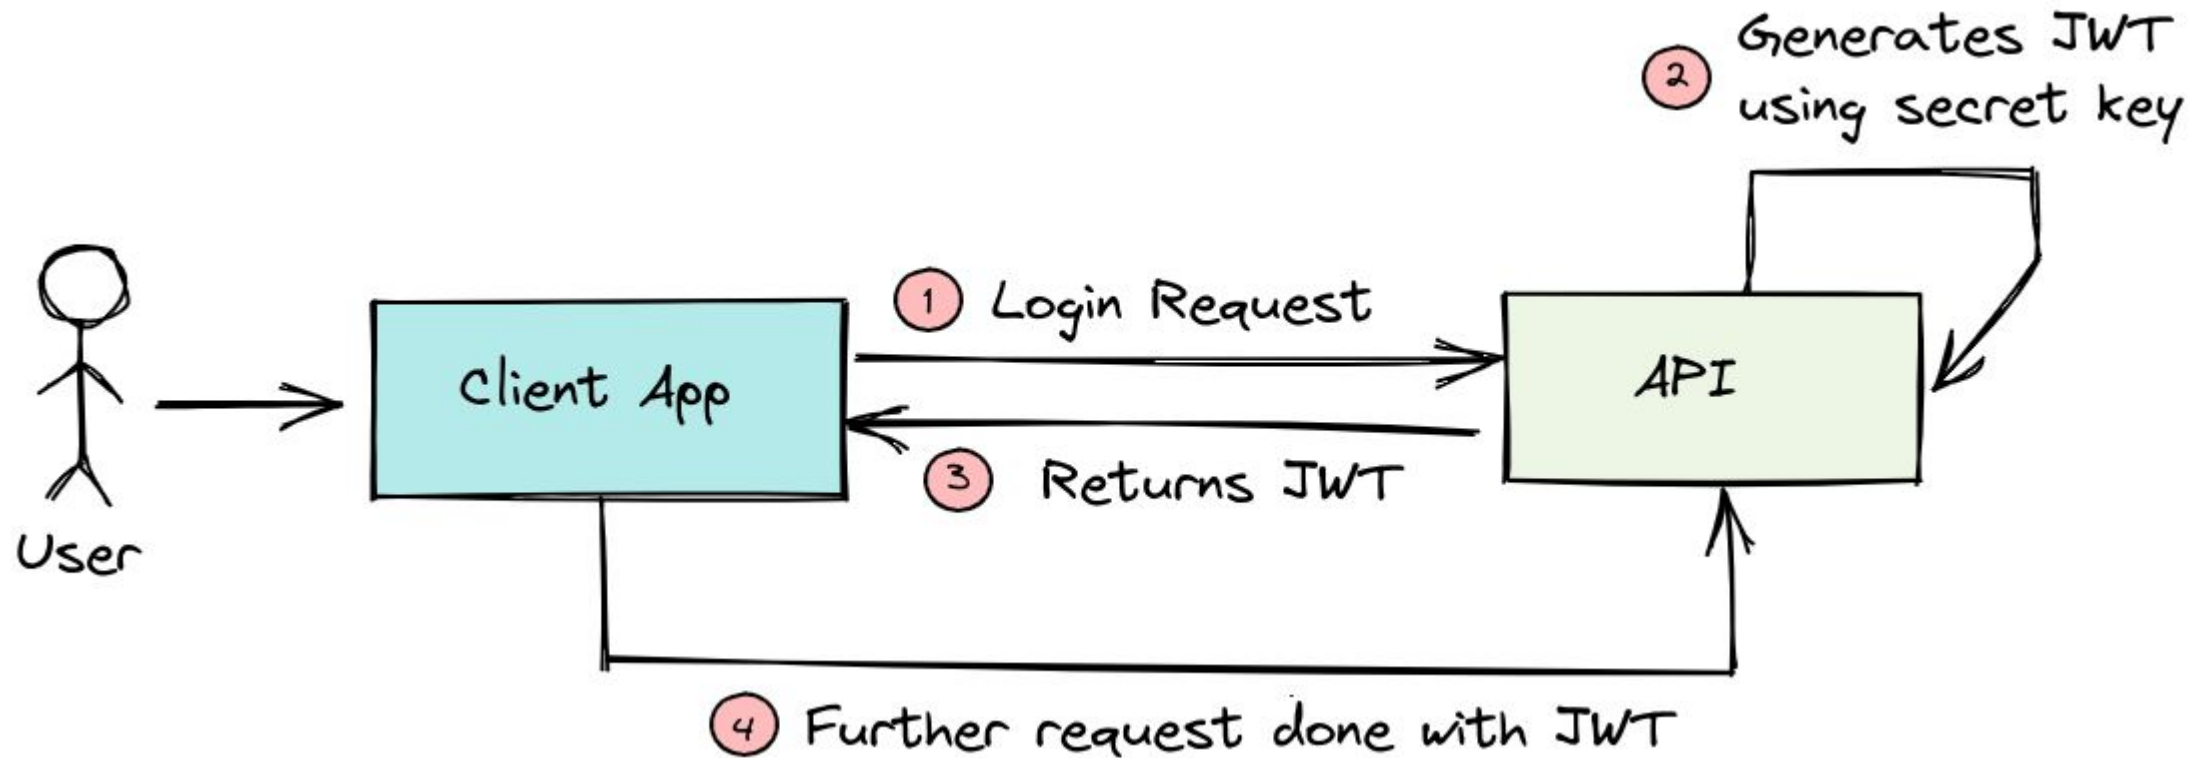 2
Generates JWT
using secret key
1 Login Request
Client App
API
3 Returns JWT
User
4 Further request done with JWT